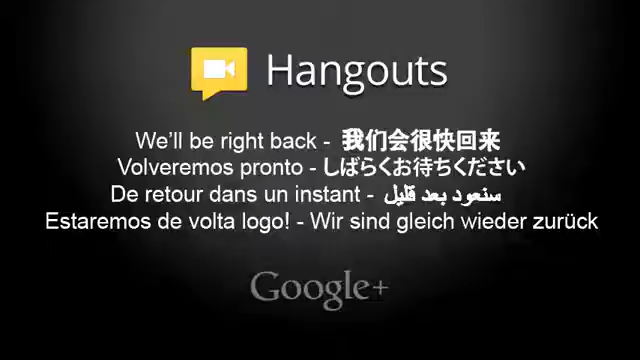 Hangouts
We'll be right back - 我们会很快回来
Volveremos pronto - しばらくお待ちください
De retour dans un instant - سنعود بعد قليل
Estaremos de volta logo! - Wir sind gleich wieder zurück
Google+